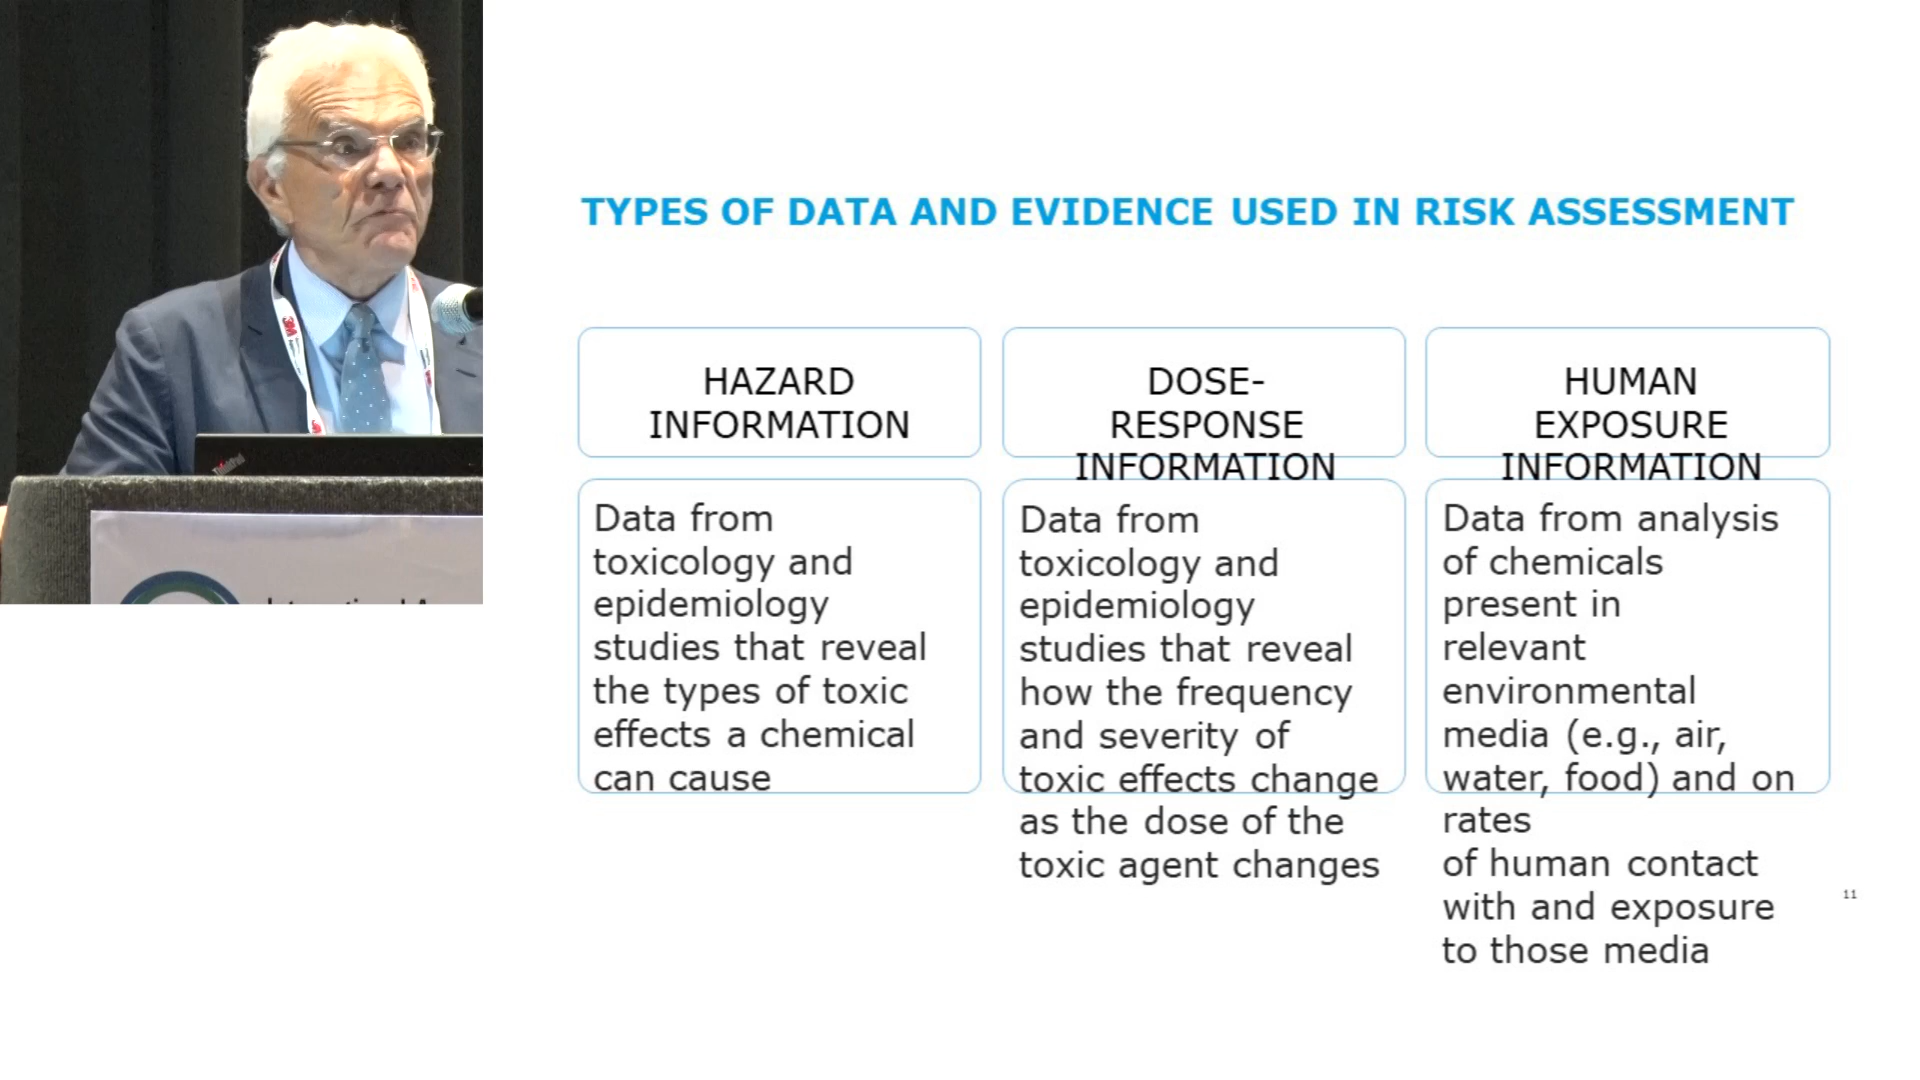 TYPES OF DATA AND EVIDENCE USED IN RISK ASSESSMENT
HAZARD
INFORMATION
DOSE-
RESPONSE
INFORMATION
HUMAN
EXPOSURE
INFORMATION
Data from
toxicology and
epidemiology
studies that reveal
the types of toxic
effects a chemical
can cause
Data from
toxicology and
epidemiology
studies that reveal
how the frequency
and severity of
toxic effects change
as the dose of the
toxic agent changes
Data from analysis
of chemicals
present in
relevant
environmental
media (e.g., air,
water, food) and on
rates
of human contact
with and exposure
to those media
11
3M
ThinkPad